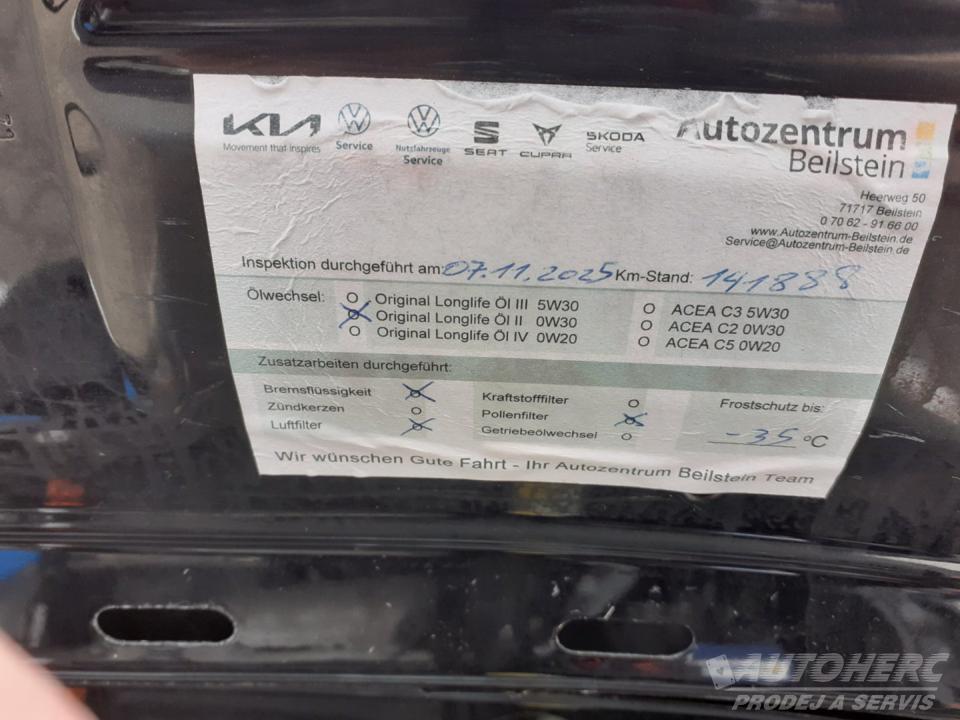 KIA
Movement that inspires
Service
Nutzfahrzeuge
Service
SEAT
CUPRA
SKODA
Service
Autozentrum
Beilstein
Heerweg 50
71717 Beilstein
0 70 62 - 91 66 00
www.Autozentrum-Beilstein.de
Service@Autozentrum-Beilstein.de
Inspektion durchgeführt am 07.11.2025 Km-Stand: 141888
Ölwechsel: Original Longlife Öl III 5W30 ACEA C3 5W30
Original Longlife Öl II 0W30 ACEA C2 0W30
Original Longlife Öl IV 0W20 ACEA C5 0W20
Zusatzarbeiten durchgeführt:
Bremsflüssigkeit Kraftstofffilter Frostschutz bis:
Zündkerzen Pollenfilter
Luftfilter Getriebeölwechsel -35 °C
Wir wünschen Gute Fahrt - Ihr Autozentrum Beilstein Team
AUTOHERC
PRODEJ A SERVIS